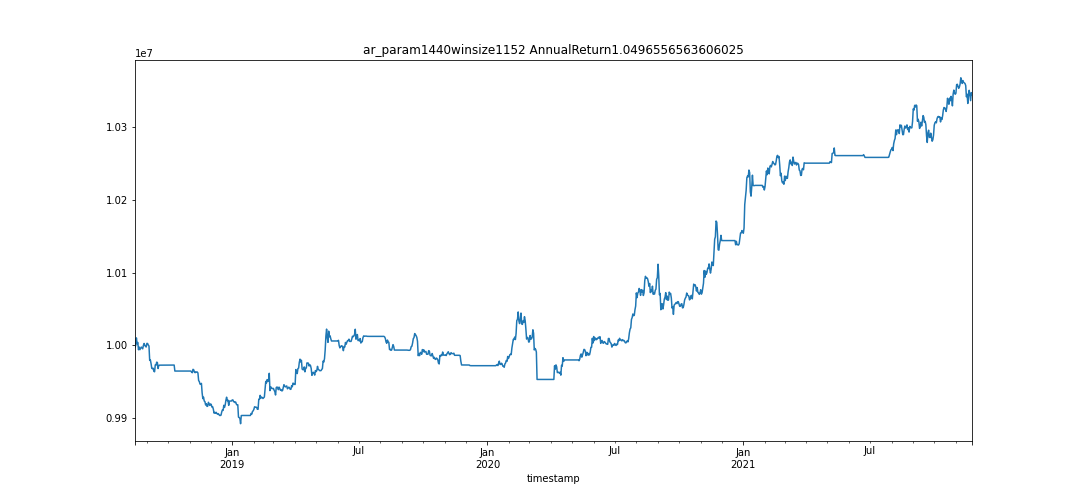 ar_param1440winsize1152 AnnualReturn1.0496556563606025
1e7
1.03
1.02
1.01
1.00
0.99
Jan Jul Jan Jul Jan Jul
2019 2020 2021
timestamp